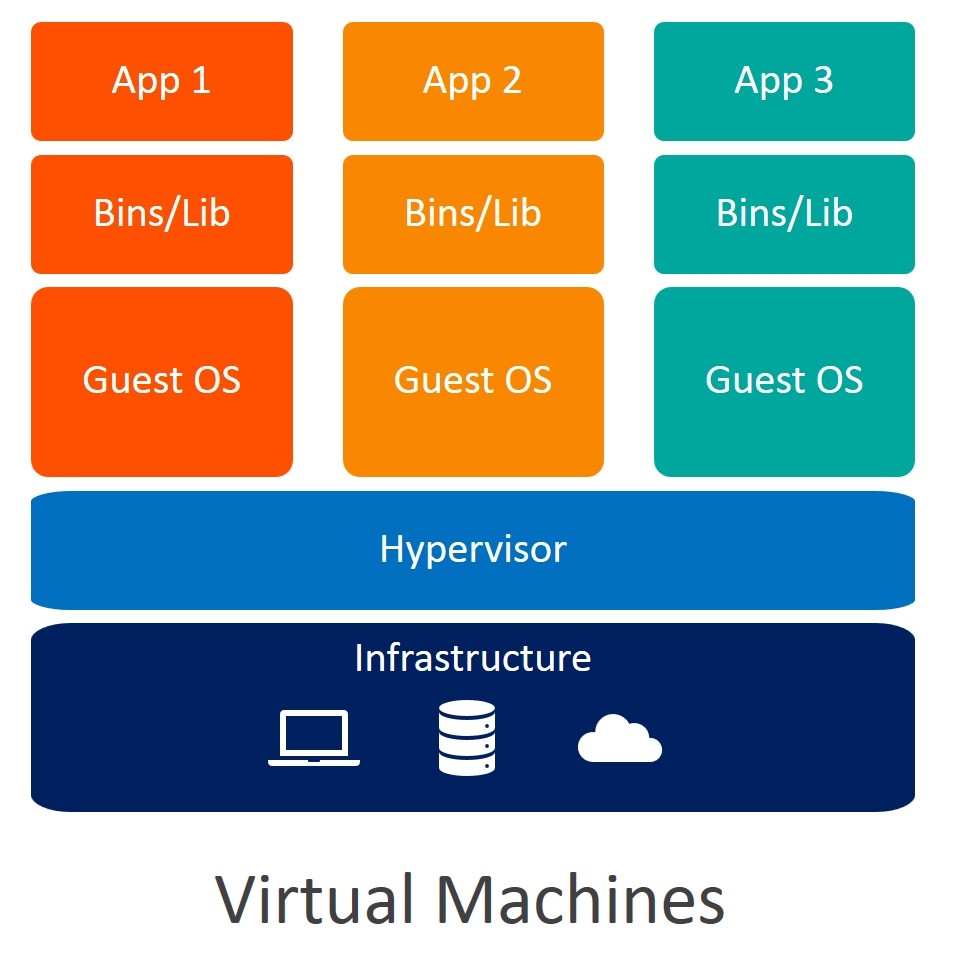 App 1
App 2
App 3
Bins/Lib
Bins/Lib
Bins/Lib
Guest OS
Guest OS
Guest OS
Hypervisor
Infrastructure
Virtual Machines